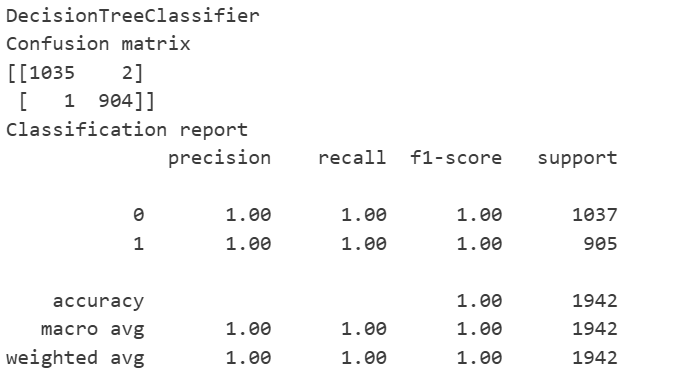 DecisionTreeClassifier
Confusion matrix
[[1035    2]
 [   1  904]]
Classification report
              precision    recall  f1-score   support

           0       1.00      1.00      1.00      1037
           1       1.00      1.00      1.00       905

    accuracy                           1.00      1942
   macro avg       1.00      1.00      1.00      1942
weighted avg       1.00      1.00      1.00      1942